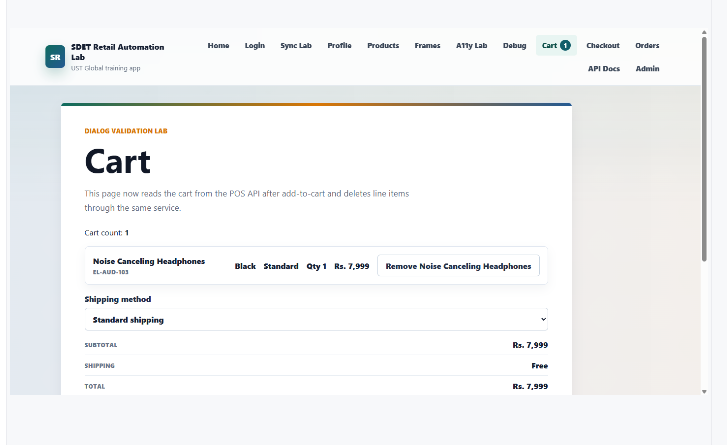 SR
SDET Retail Automation
Lab
UST Global training app
Home Login Sync Lab Profile Products Frames A11y Lab Debug Cart 1 Checkout Orders
API Docs Admin
DIALOG VALIDATION LAB
Cart
This page now reads the cart from the POS API after add-to-cart and deletes line items
through the same service.
Cart count: 1
Noise Canceling Headphones
EL-AUD-103
Black Standard Qty 1 Rs. 7,999 Remove Noise Canceling Headphones
Shipping method
Standard shipping
SUBTOTAL Rs. 7,999
SHIPPING Free
TOTAL Rs. 7,999